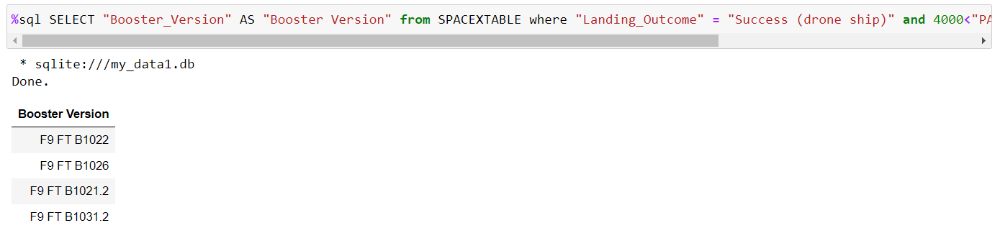 %sql SELECT "Booster_Version" AS "Booster Version" from SPACEXTABLE where "Landing_Outcome" = "Success (drone ship)" and 4000<"PA
* sqlite:///my_data1.db
Done.
Booster Version
F9 FT B1022
F9 FT B1026
F9 FT B1021.2
F9 FT B1031.2